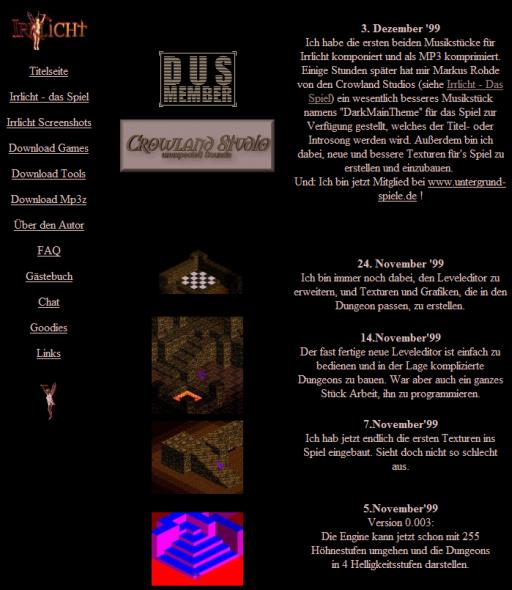 IRRLiCHt
Titelseite
Irrlicht - das Spiel
Irrlicht Screenshots
Download Games
Download Tools
Download Mp3z
Über den Autor
FAQ
Gästebuch
Chat
Goodies
Links
DUS
MEMBER
Crowland Studio
unexpected Sounds
3. Dezember '99
Ich habe die ersten beiden Musikstücke für
Irrlicht komponiert und als MP3 komprimiert.
Einige Stunden später hat mir Markus Rohde
von den Crowland Studios (siehe Irrlicht - Das
Spiel) ein wesentlich besseres Musikstück
namens "DarkMainTheme" für das Spiel zur
Verfügung gestellt, welches der Titel- oder
Introsong werden wird. Außerdem bin ich
dabei, neue und bessere Texturen für's Spiel zu
erstellen und einzubauen.
Und: Ich bin jetzt Mitglied bei www.untergrund-
spiele.de !
24. November '99
Ich bin immer noch dabei, den Leveleditor zu
erweitern, und Texturen und Grafiken, die in den
Dungeon passen, zu erstellen.
14.November'99
Der fast fertige neue Leveleditor ist einfach zu
bedienen und in der Lage komplizierte
Dungeons zu bauen. War aber auch ein ganzes
Stück Arbeit, ihn zu programmieren.
7.November'99
Ich hab jetzt endlich die ersten Texturen ins
Spiel eingebaut. Sieht doch nicht so schlecht
aus.
5.November'99
Version 0.003:
Die Engine kann jetzt schon mit 255
Höhnestufen umgehen und die Dungeons
in 4 Helligkeitsstufen darstellen.